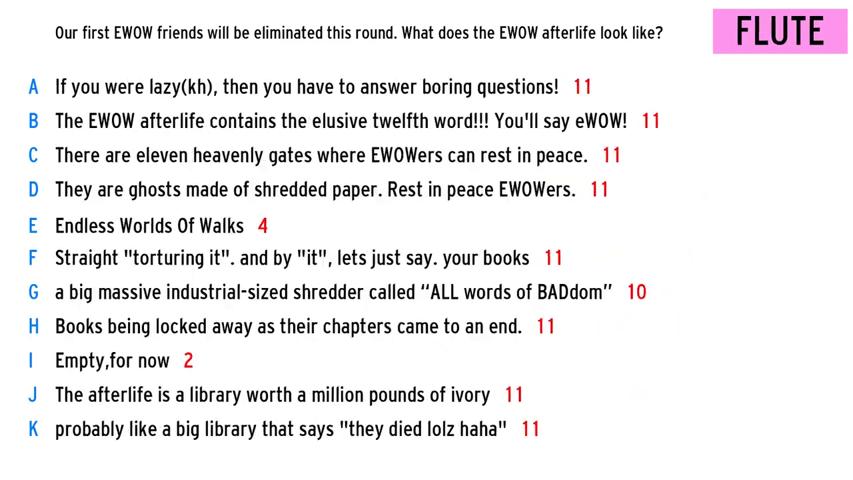 Our first EWOW friends will be eliminated this round. What does the EWOW afterlife look like?
FLUTE
A If you were lazy(kh), then you have to answer boring questions! 11
B The EWOW afterlife contains the elusive twelfth word!!! You'll say eWOW! 11
C There are eleven heavenly gates where EWOWers can rest in peace. 11
D They are ghosts made of shredded paper. Rest in peace EWOWers. 11
E Endless Worlds Of Walks 4
F Straight "torturing it". and by "it", lets just say. your books 11
G a big massive industrial-sized shredder called “ALL words of BADdom” 10
H Books being locked away as their chapters came to an end. 11
I Empty,for now 2
J The afterlife is a library worth a million pounds of ivory 11
K probably like a big library that says "they died lolz haha" 11